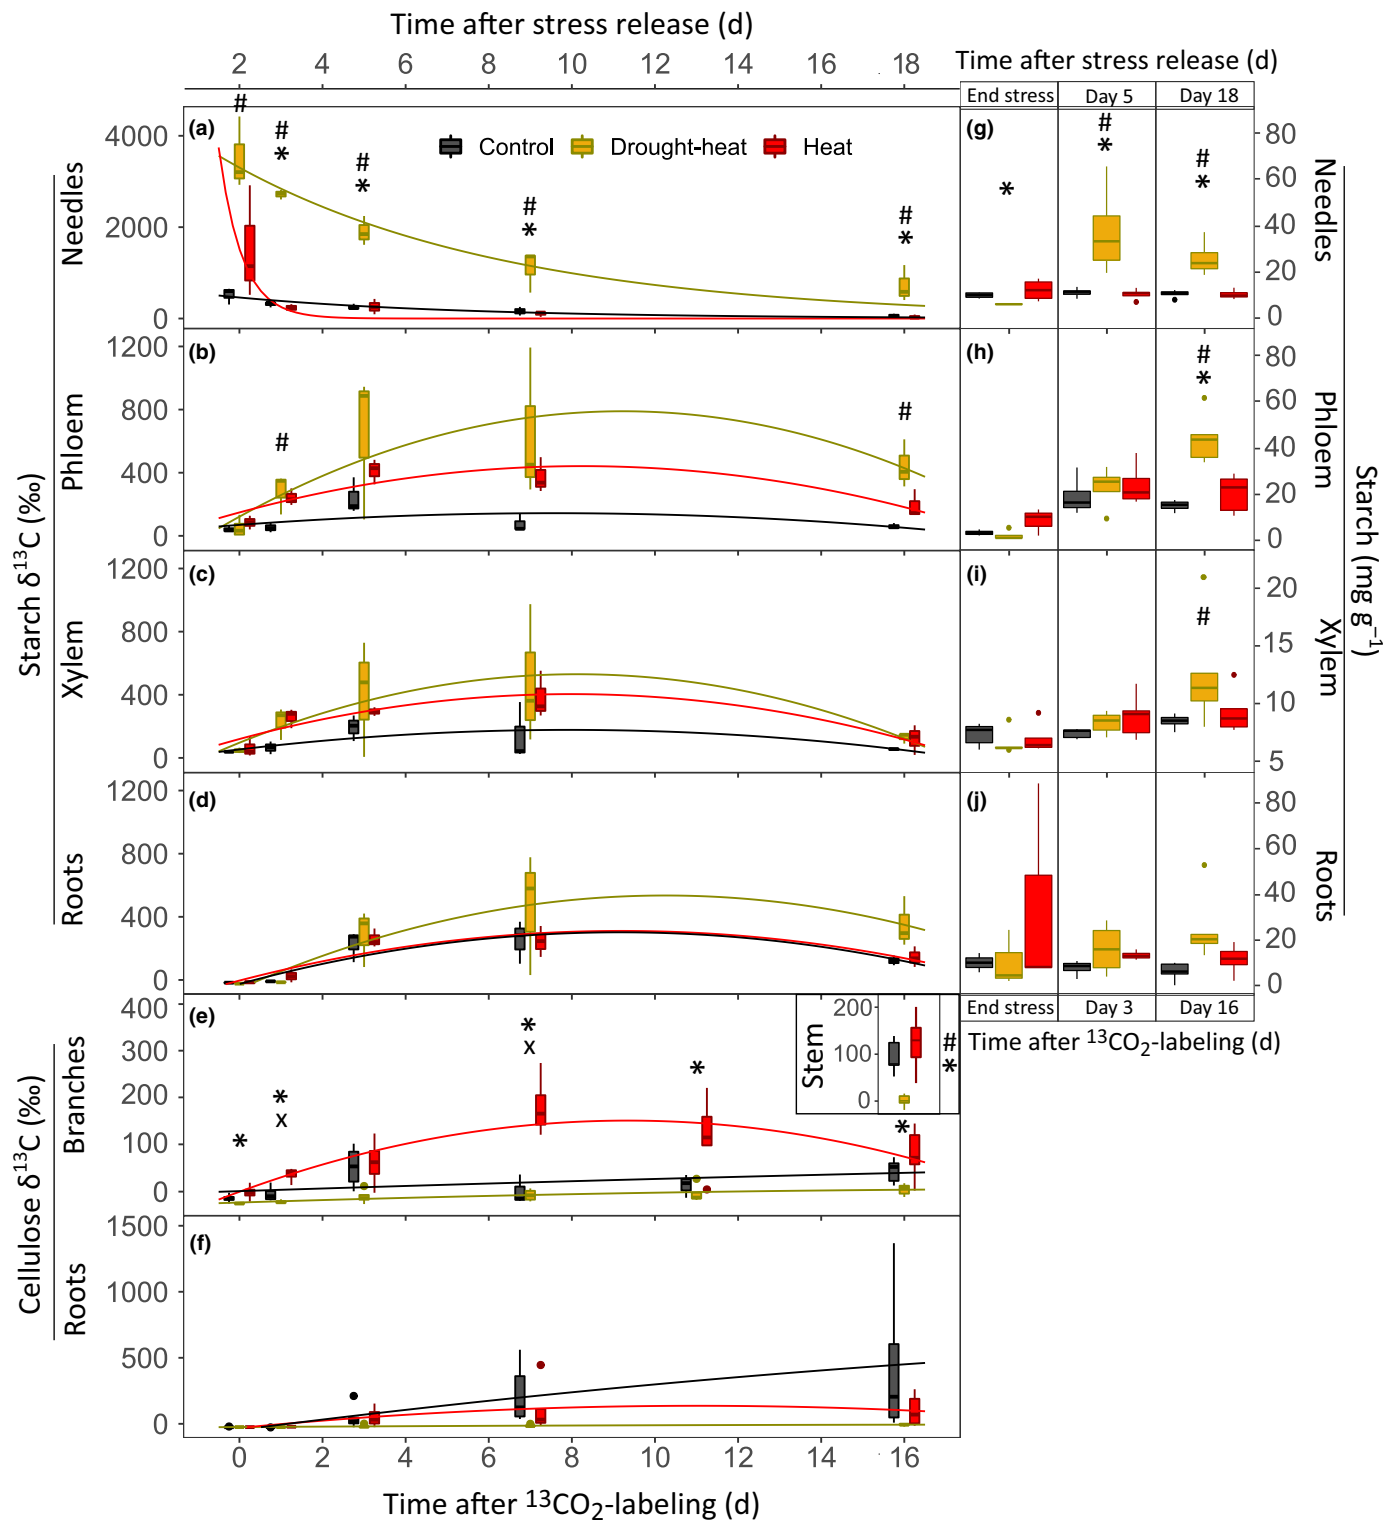 Time after stress release (d)
2 4 6 8 10 12 14 16 18
Time after stress release (d)
End stress Day 5 Day 18
Needles
4000
2000
0
(a)
# # * # * # * # *
Control Drought-heat Heat
(g)
* # * # *
80
60
40
20
0
Needles
Phloem
1200
800
400
0
(b)
# #
(h)
# *
80
60
40
20
0
Phloem
Starch δ¹³C (‰)
Xylem
1200
800
400
0
(c)
(i)
#
20
15
10
5
Xylem
Starch (mg g⁻¹)
Roots
1200
800
400
0
(d)
(j)
80
60
40
20
0
Roots
End stress Day 3 Day 16
Time after ¹³CO₂-labeling (d)
Cellulose δ¹³C (‰)
Branches
400
300
200
100
0
(e)
* * x * x * *
Stem
200
100
0
# *
Roots
1500
1000
500
0
(f)
0 2 4 6 8 10 12 14 16
Time after ¹³CO₂-labeling (d)